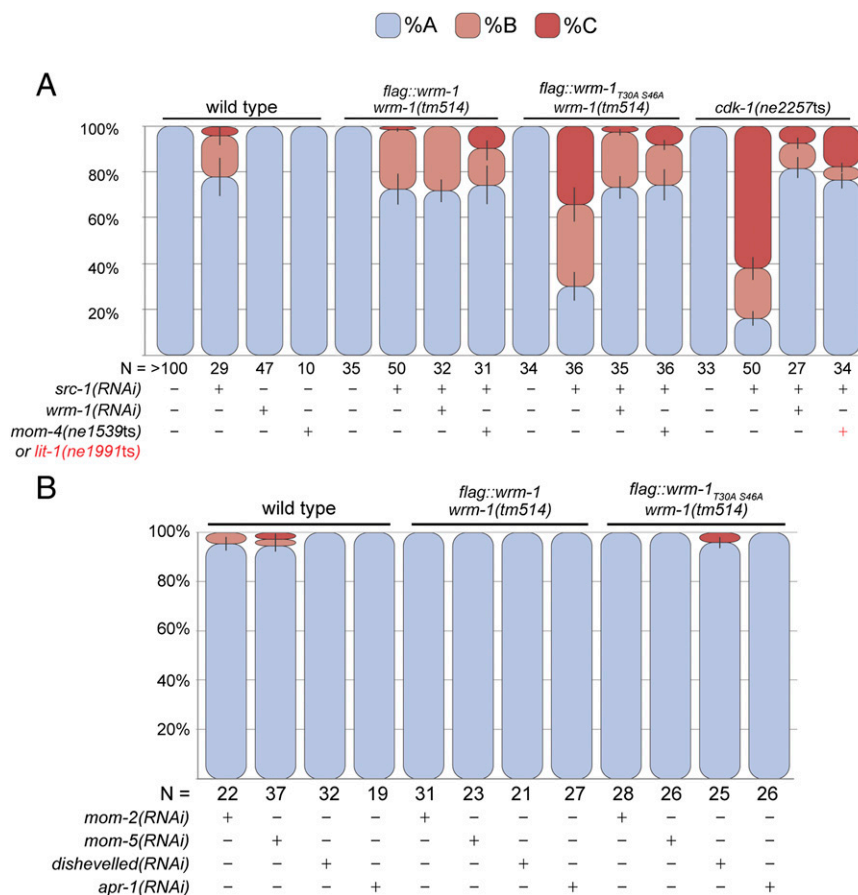 %A %B %C
A
wild type
flag::wrm-1
wrm-1(tm514)
flag::wrm-1T30A S46A
wrm-1(tm514)
cdk-1(ne2257ts)
100%
80%
60%
40%
20%
N = >100 29 47 10 35 50 32 31 34 36 35 36 33 50 27 34
src-1(RNAi) – + – – – + + + – + + + – + + +
wrm-1(RNAi) – – + – – – + – – – + – – – + –
mom-4(ne1539ts) – – – + – – – + – – – + – – – +
or lit-1(ne1991ts)
B
wild type
flag::wrm-1
wrm-1(tm514)
flag::wrm-1T30A S46A
wrm-1(tm514)
100%
80%
60%
40%
20%
N = 22 37 32 19 31 23 21 27 28 26 25 26
mom-2(RNAi) + – – – + – – – + – – –
mom-5(RNAi) – + – – – + – – – + – –
dishevelled(RNAi) – – + – – – + – – – + –
apr-1(RNAi) – – – + – – – + – – – +